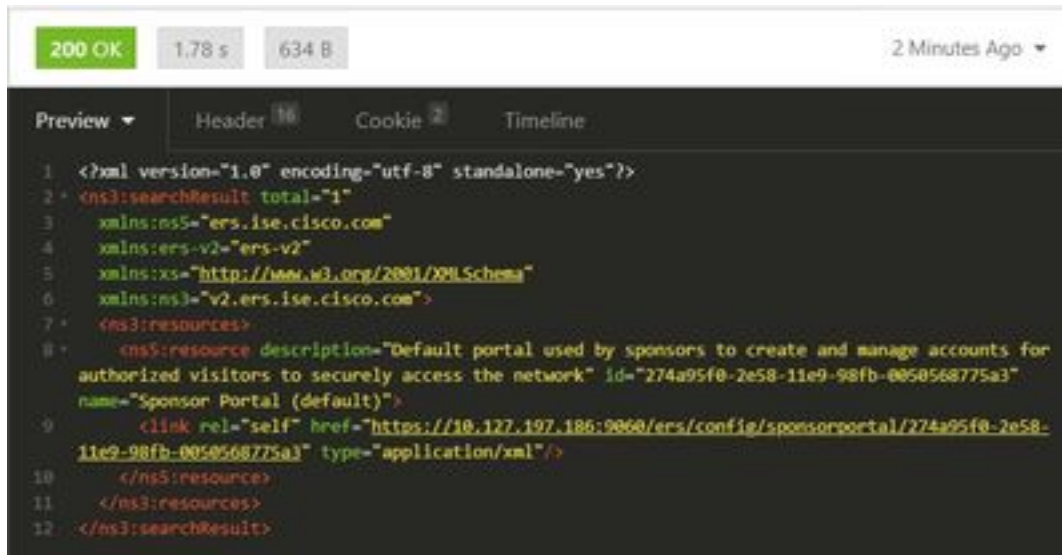 200 OK 1.78 s 634 B 2 Minutes Ago
Preview Header 16 Cookie 2 Timeline
1 <?xml version="1.0" encoding="utf-8" standalone="yes"?>
2 <ns3:searchResult total="1"
3 xmlns:ns5="ers.ise.cisco.com"
4 xmlns:ers-v2="ers-v2"
5 xmlns:xs="http://www.w3.org/2001/XMLSchema"
6 xmlns:ns3="v2.ers.ise.cisco.com">
7 <ns3:resources>
8 <ns5:resource description="Default portal used by sponsors to create and manage accounts for
authorized visitors to securely access the network" id="274a95f0-2e58-11e9-98fb-0050568775a3"
name="Sponsor Portal (default)">
9 <link rel="self" href="https://10.127.197.186:9060/ers/config/sponsorportal/274a95f0-2e58-
11e9-98fb-0050568775a3" type="application/xml"/>
10 </ns5:resource>
11 </ns3:resources>
12 </ns3:searchResult>